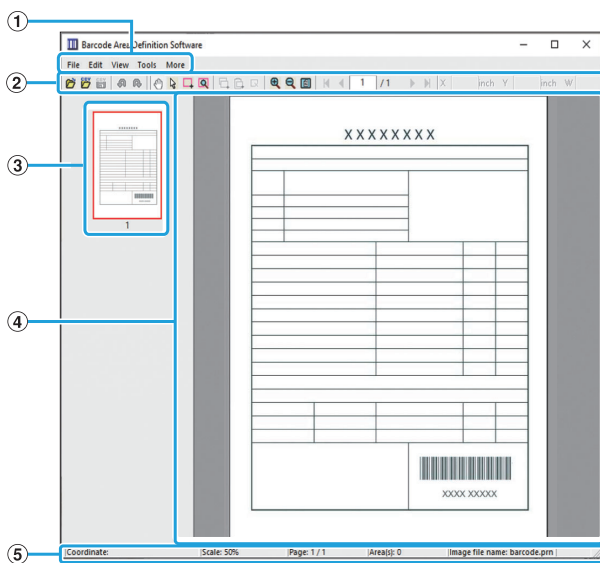 1
Barcode Area Definition Software
File Edit View Tools More
2
1 / 1 X inch Y inch W
3
XXXXXXXX
1
4
XXXX XXXXX
5
Coordinate: Scale: 50% Page: 1 / 1 Area(s): 0 Image file name: barcode.prn